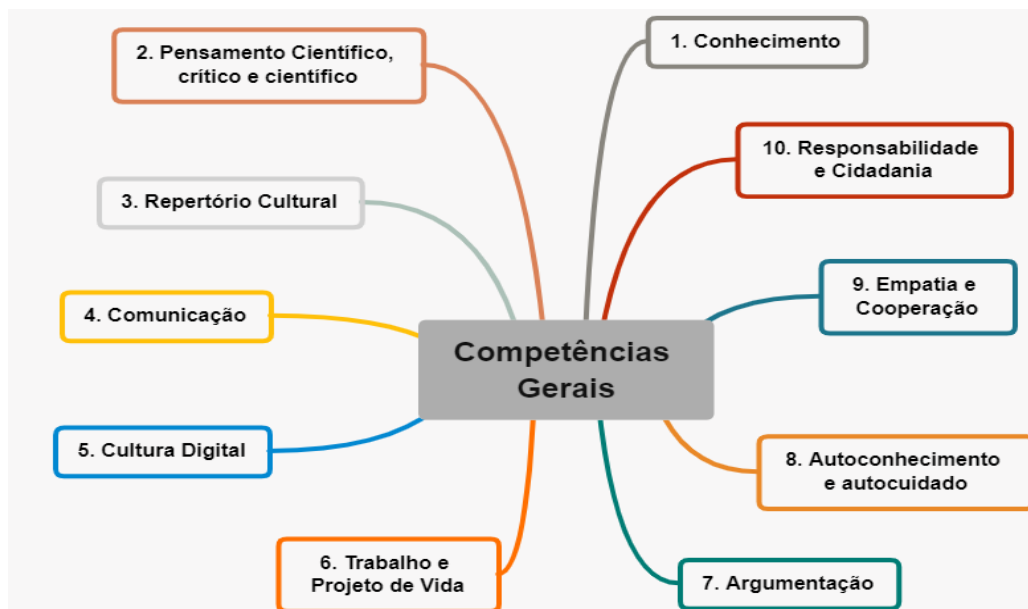 Competências
Gerais
1. Conhecimento
2. Pensamento Científico,
crítico e científico
3. Repertório Cultural
4. Comunicação
5. Cultura Digital
6. Trabalho e
Projeto de Vida
7. Argumentação
8. Autoconhecimento
e autocuidado
9. Empatia e
Cooperação
10. Responsabilidade
e Cidadania